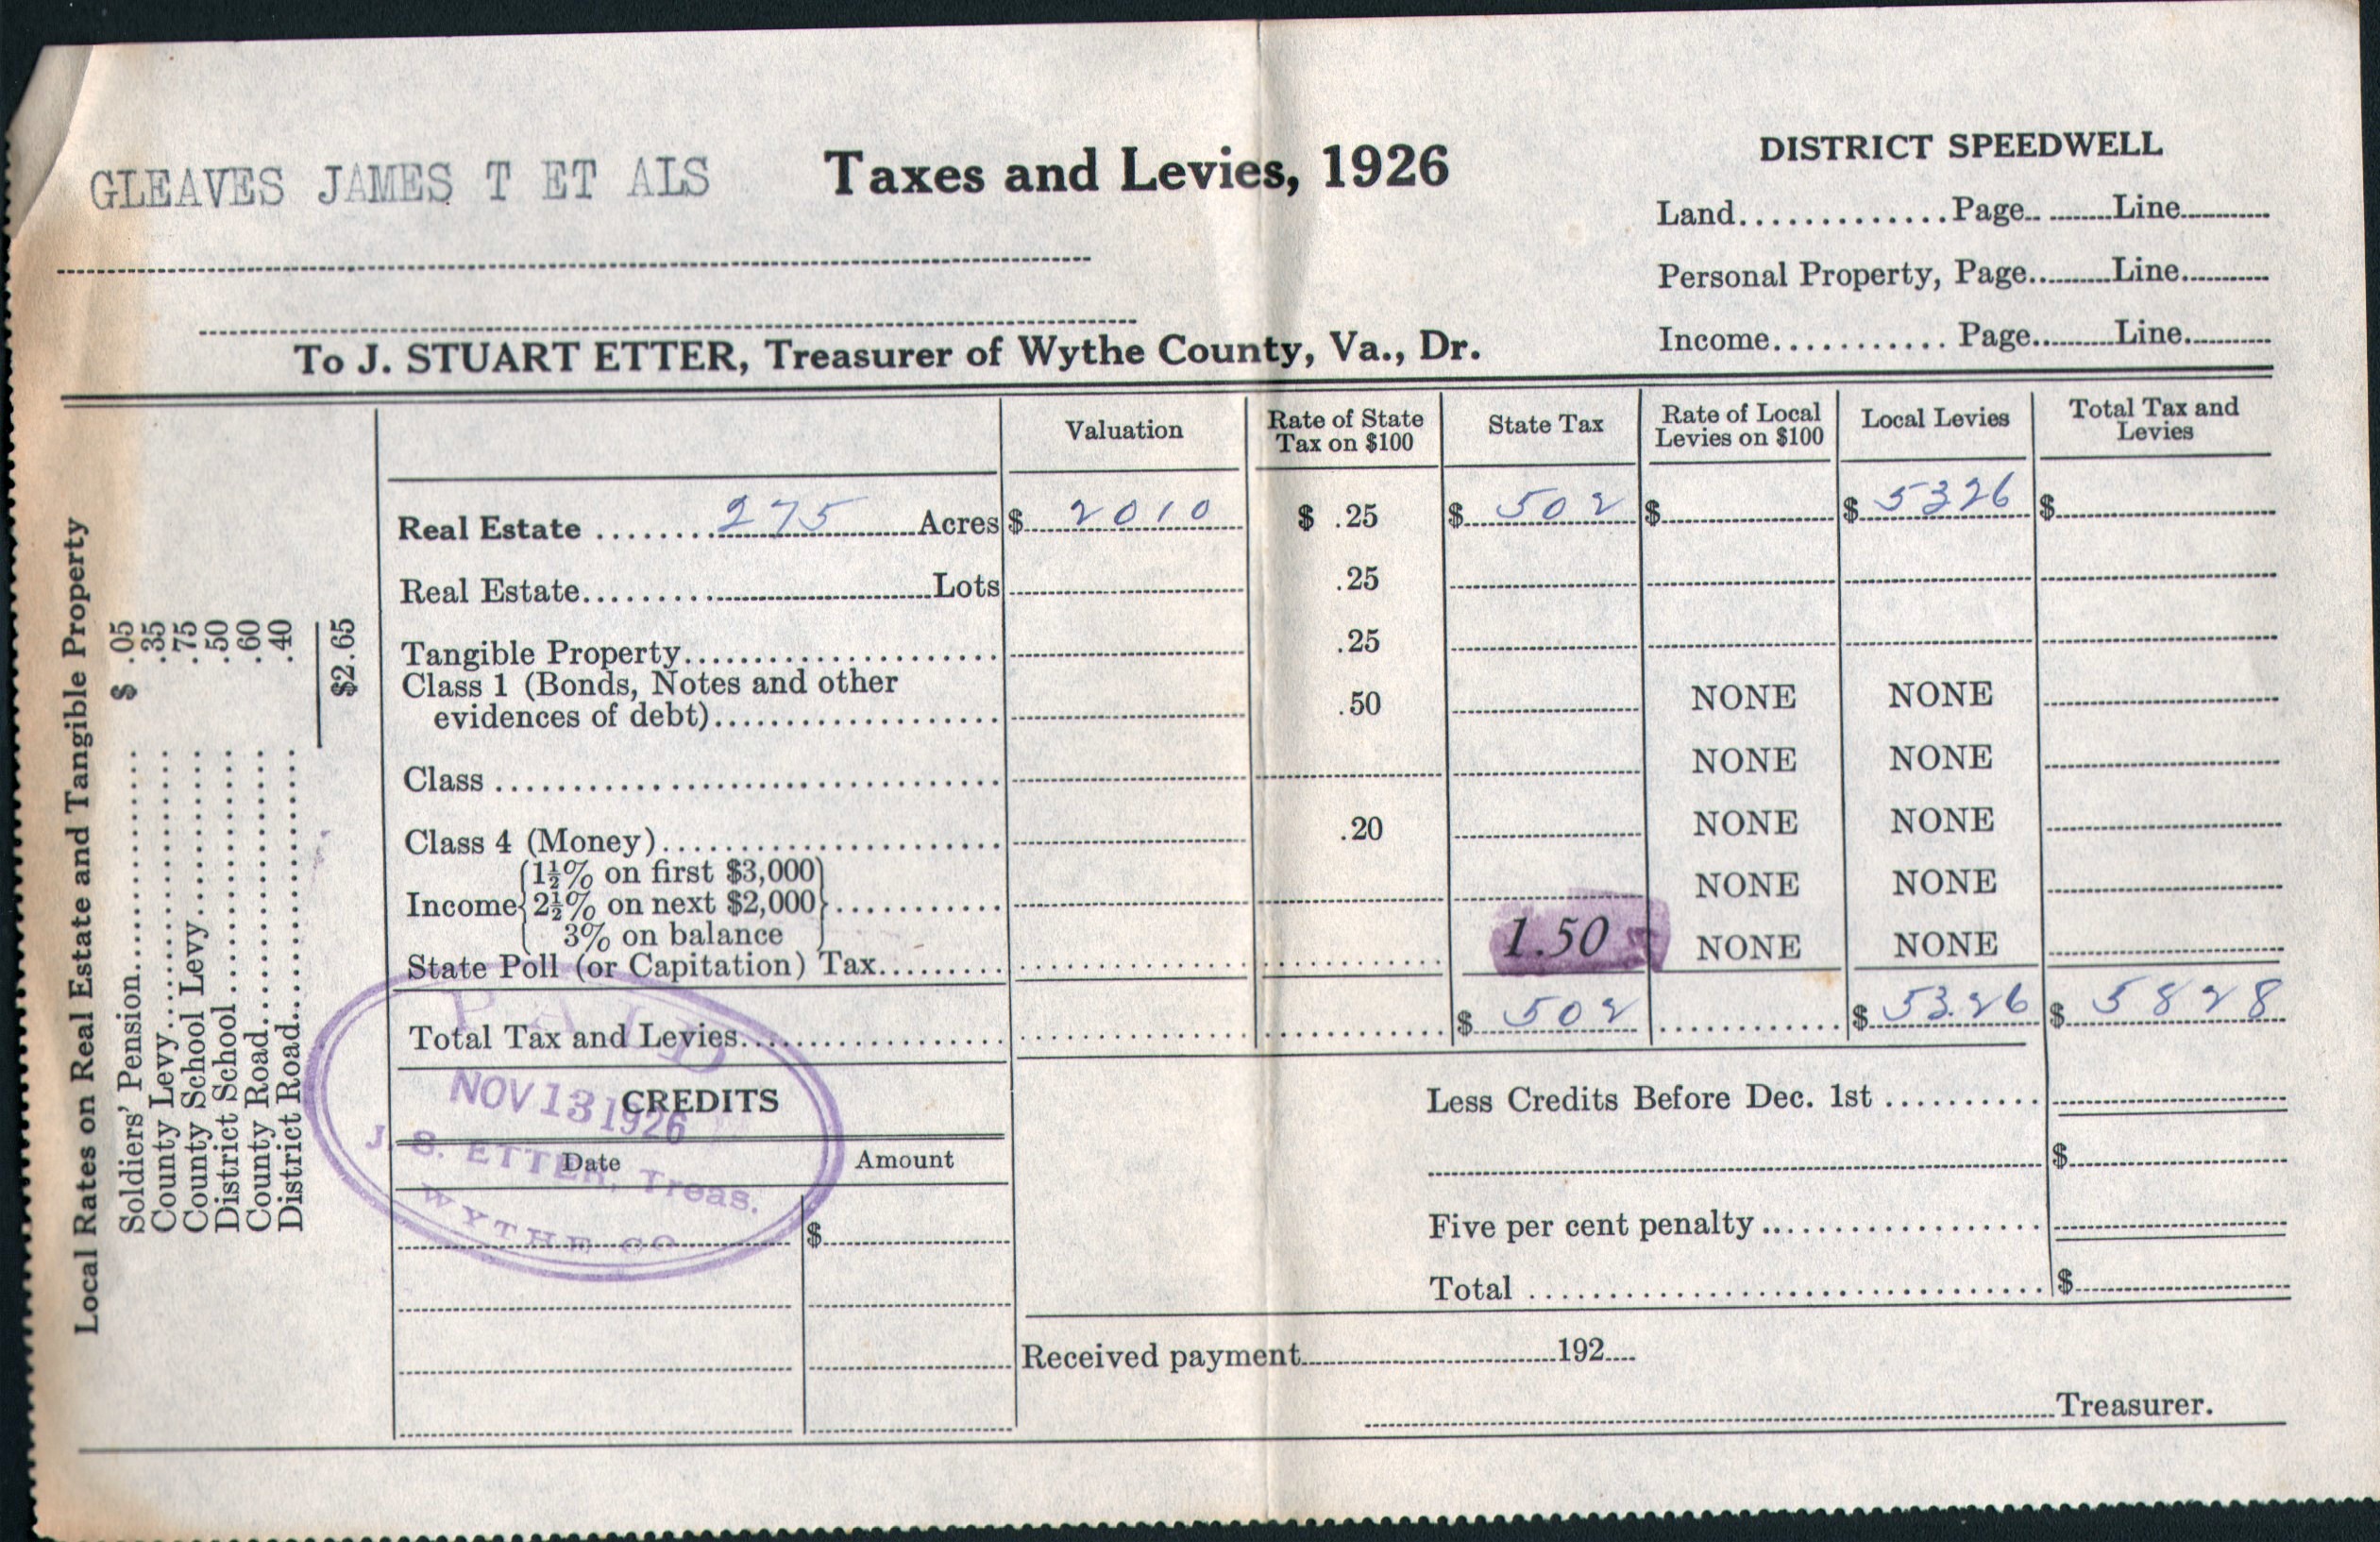 GLEAVES JAMES T ET ALS
Taxes and Levies, 1926
DISTRICT SPEEDWELL
Land.............Page.. ........Line...........
Personal Property, Page..........Line...........
Income........... Page..........Line...........
To J. STUART ETTER, Treasurer of Wythe County, Va., Dr.
Local Rates on Real Estate and Tangible Property
Soldiers' Pension.................... $ .05
County Levy.................... .35
County School Levy.................... .75
District School .................... .50
County Road.................... .60
District Road.................... .40
$2.65
Valuation Rate of State Tax on $100 State Tax Rate of Local Levies on $100 Local Levies Total Tax and Levies
Real Estate ........ 275 Acres $ 2010 $ .25 $ 502 $ $ 5326 $
Real Estate.........Lots .25
Tangible Property..................... .25
Class 1 (Bonds, Notes and other
evidences of debt)................... .50 NONE NONE
Class .................................. NONE NONE
Class 4 (Money)....................... .20 NONE NONE
Income { 1½% on first $3,000
2½% on next $2,000 }........... NONE NONE
3% on balance
State Poll (or Capitation) Tax......... 1.50 NONE NONE
Total Tax and Levies................... $ 502 $ 53.26 $ 5828
PAID
NOV 13 1926
J. S. ETTER, Treas.
WYTHE CO
CREDITS
Date Amount
$
Less Credits Before Dec. 1st ..........
$
Five per cent penalty ..................
Total .................................. $
Received payment..............................192....
Treasurer.